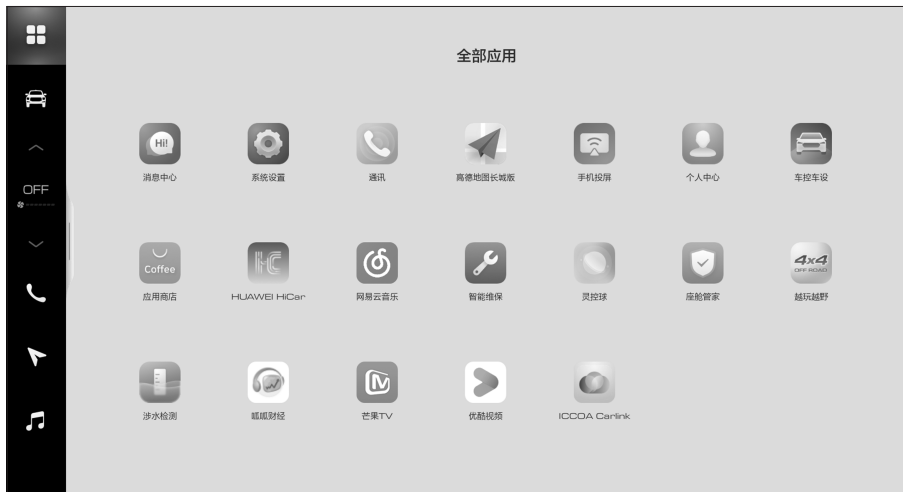 全部应用
OFF
Hi!
消息中心
系统设置
通讯
高德地图长城版
手机投屏
个人中心
车控车设
Coffee
应用商店
HC
HUAWEI HiCar
网易云音乐
智能维保
灵控球
座舱管家
4x4
OFF ROAD
越玩越野
涉水检测
呱呱财经
芒果TV
优酷视频
ICCOA Carlink